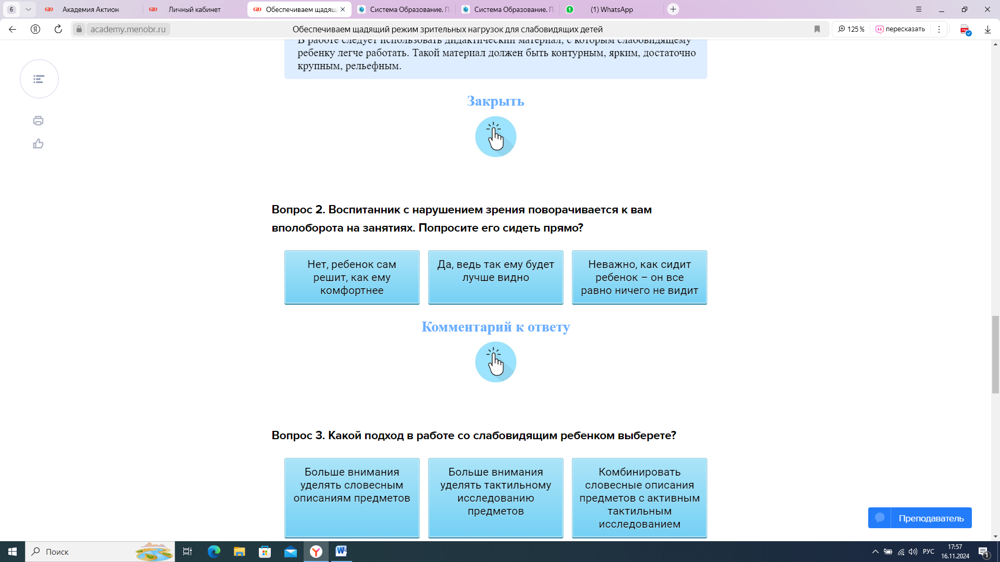 6
Академия Актион
Личный кабинет
Обеспечиваем щадящ
Система Образование. П
Система Образование. П
1
(1) WhatsApp
Я
academy.menobr.ru
Обеспечиваем щадящий режим зрительных нагрузок для слабовидящих детей
125 %
пересказать
В работе следует использовать дидактический материал, с которым слабовидящему
ребенку легче работать. Такой материал должен быть контурным, ярким, достаточно
крупным, рельефным.
Закрыть
Вопрос 2. Воспитанник с нарушением зрения поворачивается к вам
вполоборота на занятиях. Попросите его сидеть прямо?
Нет, ребенок сам
решит, как ему
комфортнее
Да, ведь так ему будет
лучше видно
Неважно, как сидит
ребенок – он все
равно ничего не видит
Комментарий к ответу
Вопрос 3. Какой подход в работе со слабовидящим ребенком выберете?
Больше внимания
уделять словесным
описаниям предметов
Больше внимания
уделять тактильному
исследованию
предметов
Комбинировать
словесные описания
предметов с активным
тактильным
исследованием
Преподаватель
Поиск
РУС
17:57
16.11.2024
1